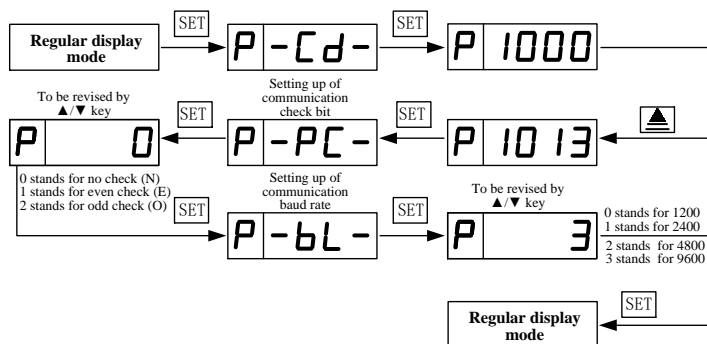 Regular display
mode
SET
P -Cd-
SET
P 1000
To be revised by
▲/▼ key
P 0
SET
Setting up of
communication
check bit
P -PC-
SET
P 1013
0 stands for no check (N)
1 stands for even check (E)
2 stands for odd check (O)
SET
Setting up of
communication
baud rate
P -bL-
SET
To be revised by
▲/▼ key
P 3
0 stands for 1200
1 stands for 2400
2 stands for 4800
3 stands for 9600
SET
Regular display
mode